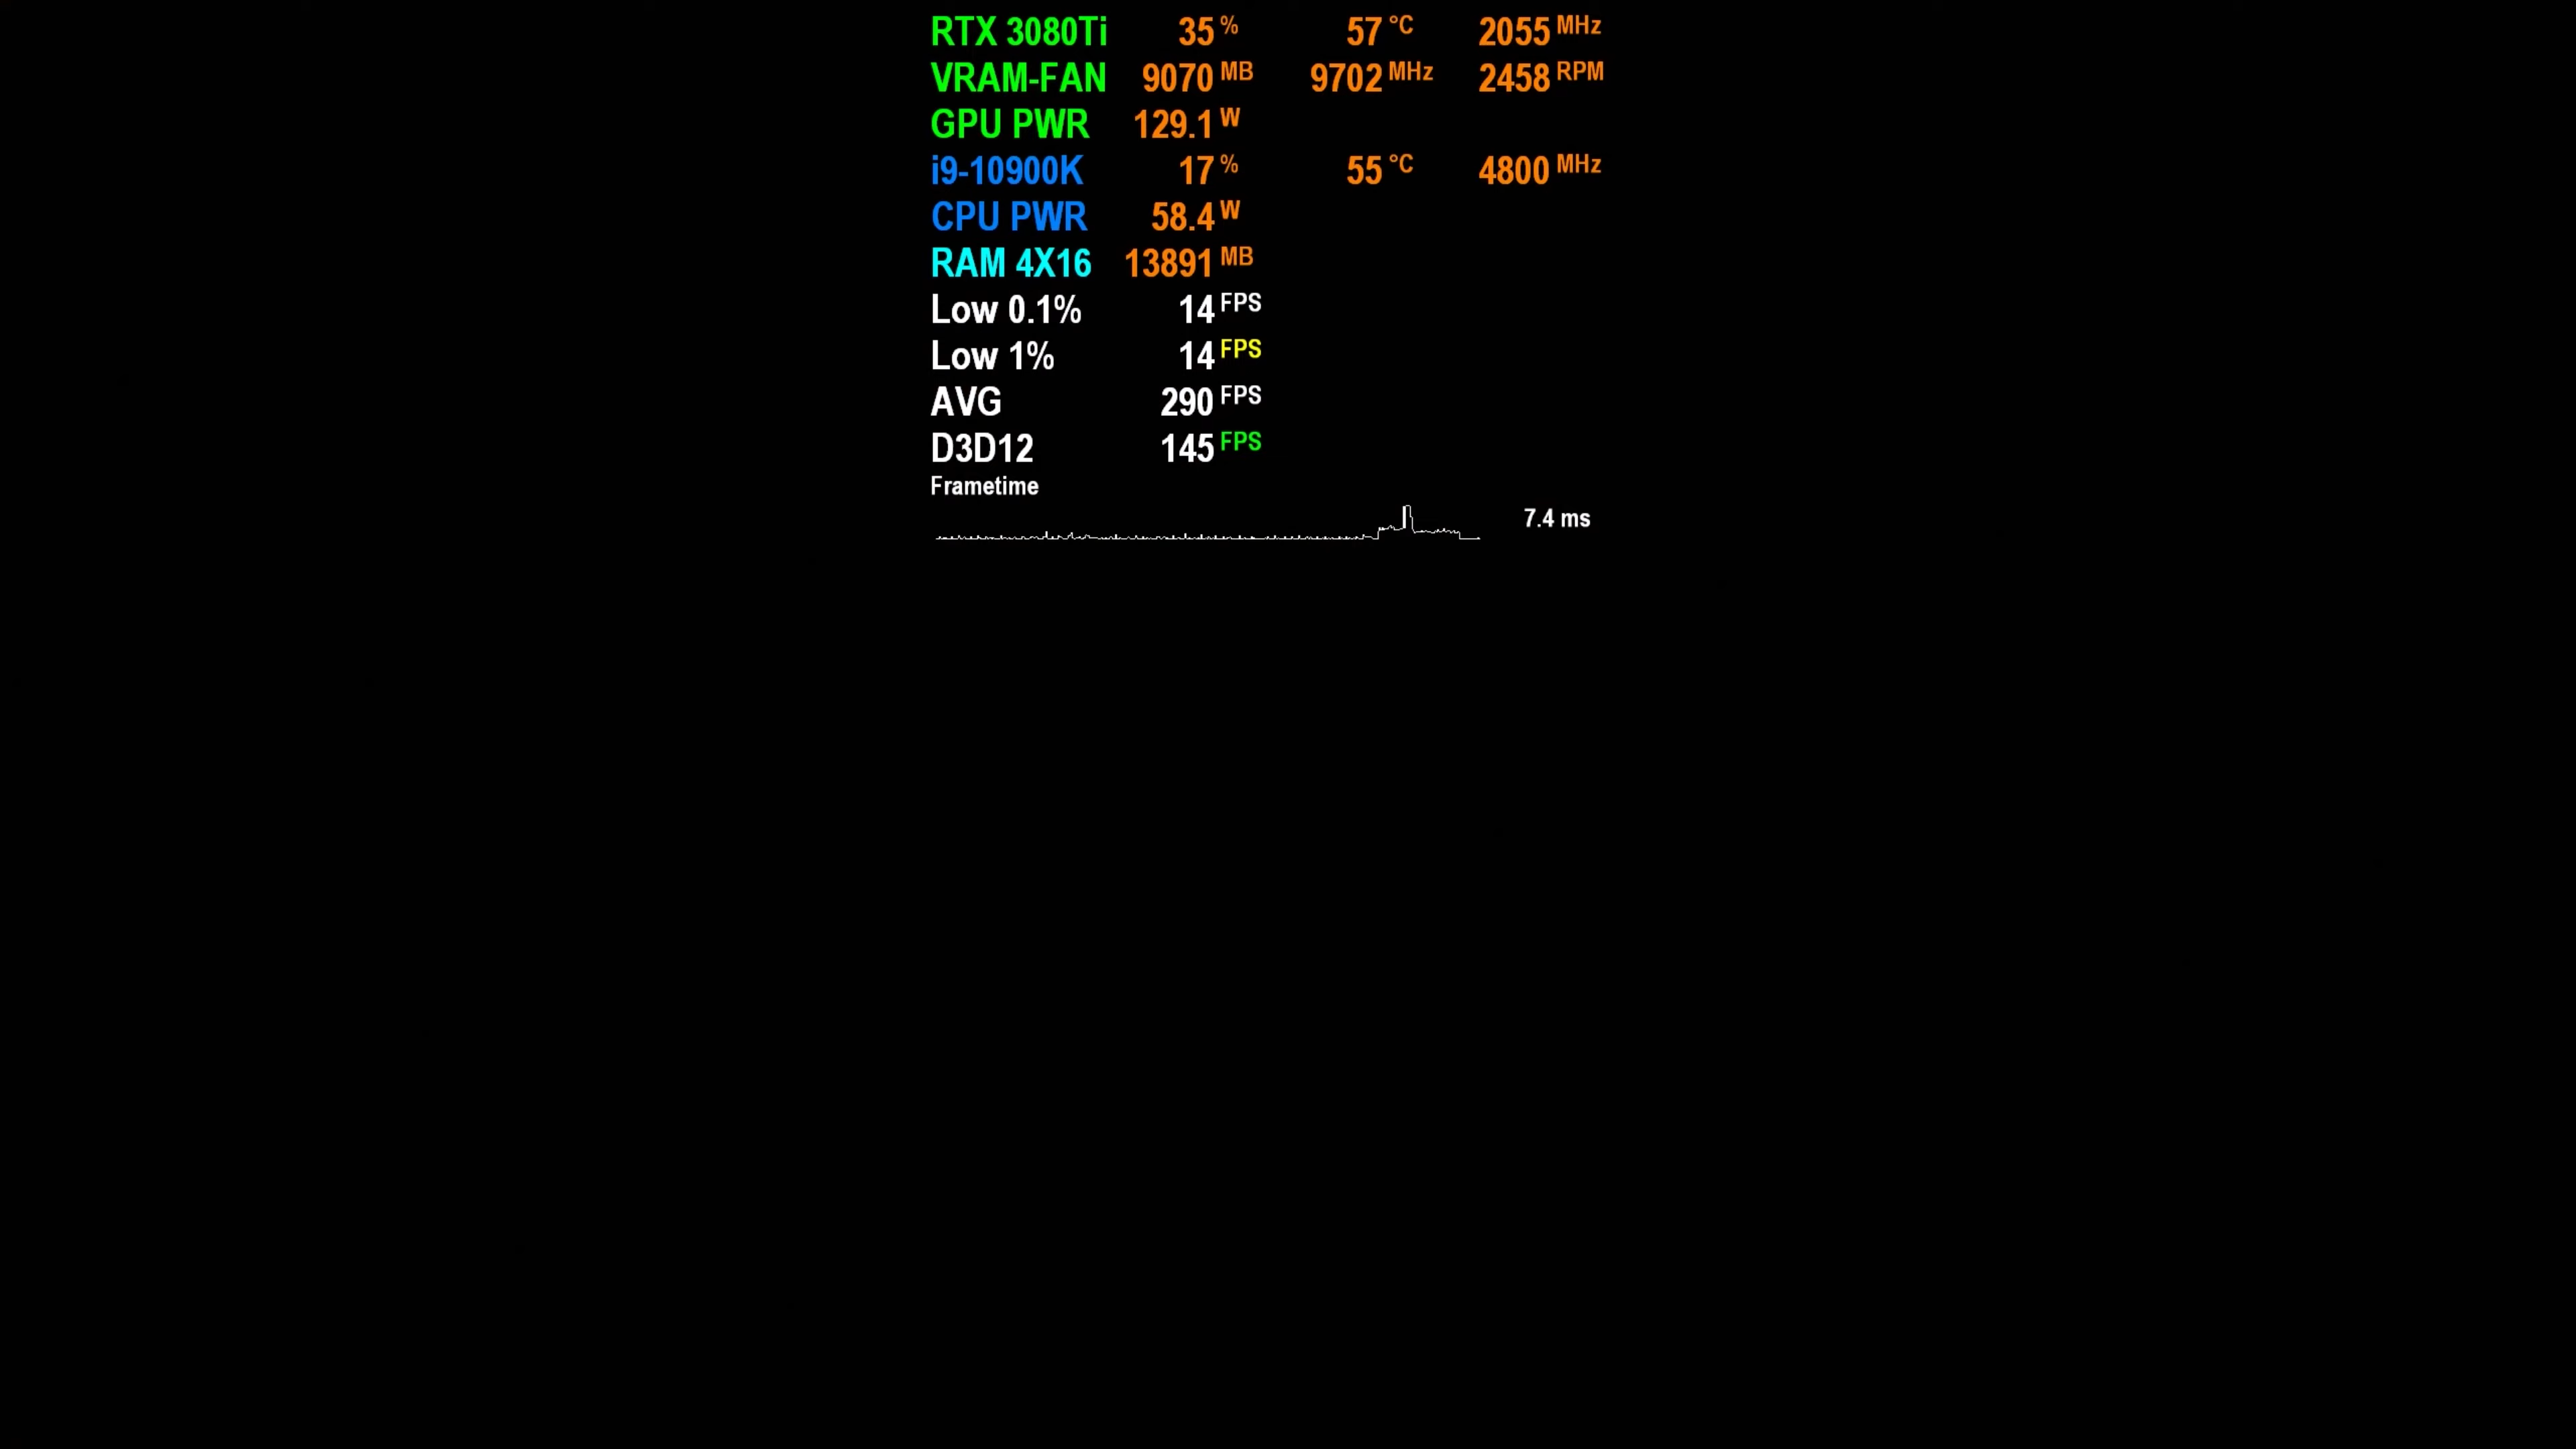 RTX 3080Ti 35 % 57 °C 2055 MHz
VRAM-FAN 9070 MB 9702 MHz 2458 RPM
GPU PWR 129.1 W
i9-10900K 17 % 55 °C 4800 MHz
CPU PWR 58.4 W
RAM 4X16 13891 MB
Low 0.1% 14 FPS
Low 1% 14 FPS
AVG 290 FPS
D3D12 145 FPS
Frametime
7.4 ms